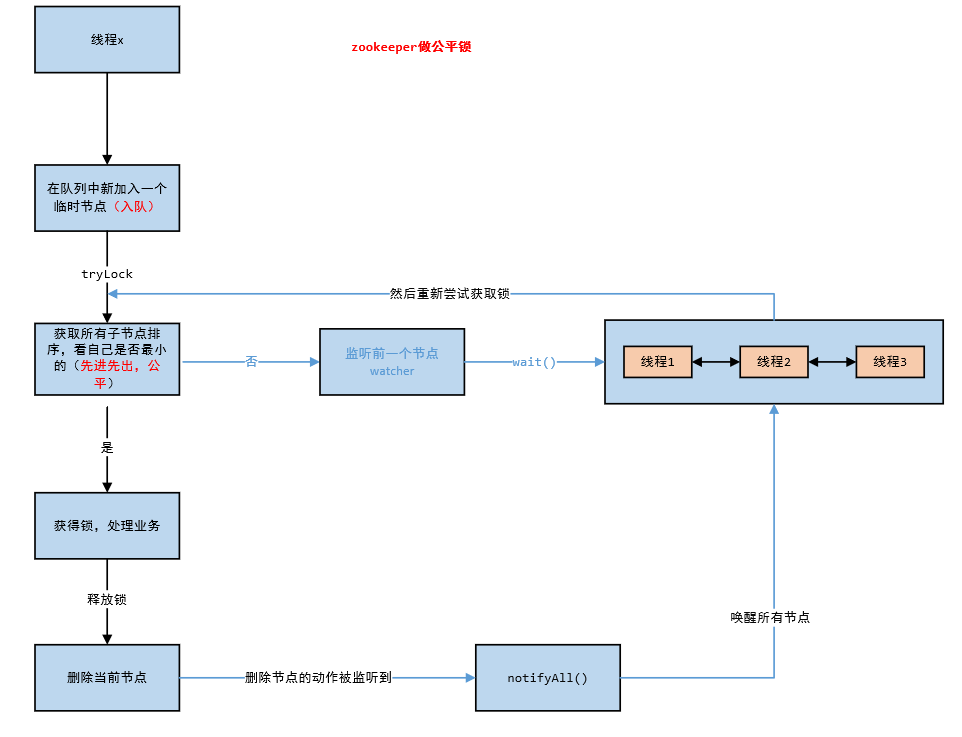 线程x
zookeeper做公平锁
在队列中新加入一个
临时节点（入队）
tryLock
然后重新尝试获取锁
获取所有子节点排
序，看自己是否最小
的（先进先出，公
平）
否
监听前一个节点
watcher
wait()
线程1
线程2
线程3
是
获得锁，处理业务
释放锁
唤醒所有节点
删除当前节点
删除节点的动作被监听到
notifyAll()